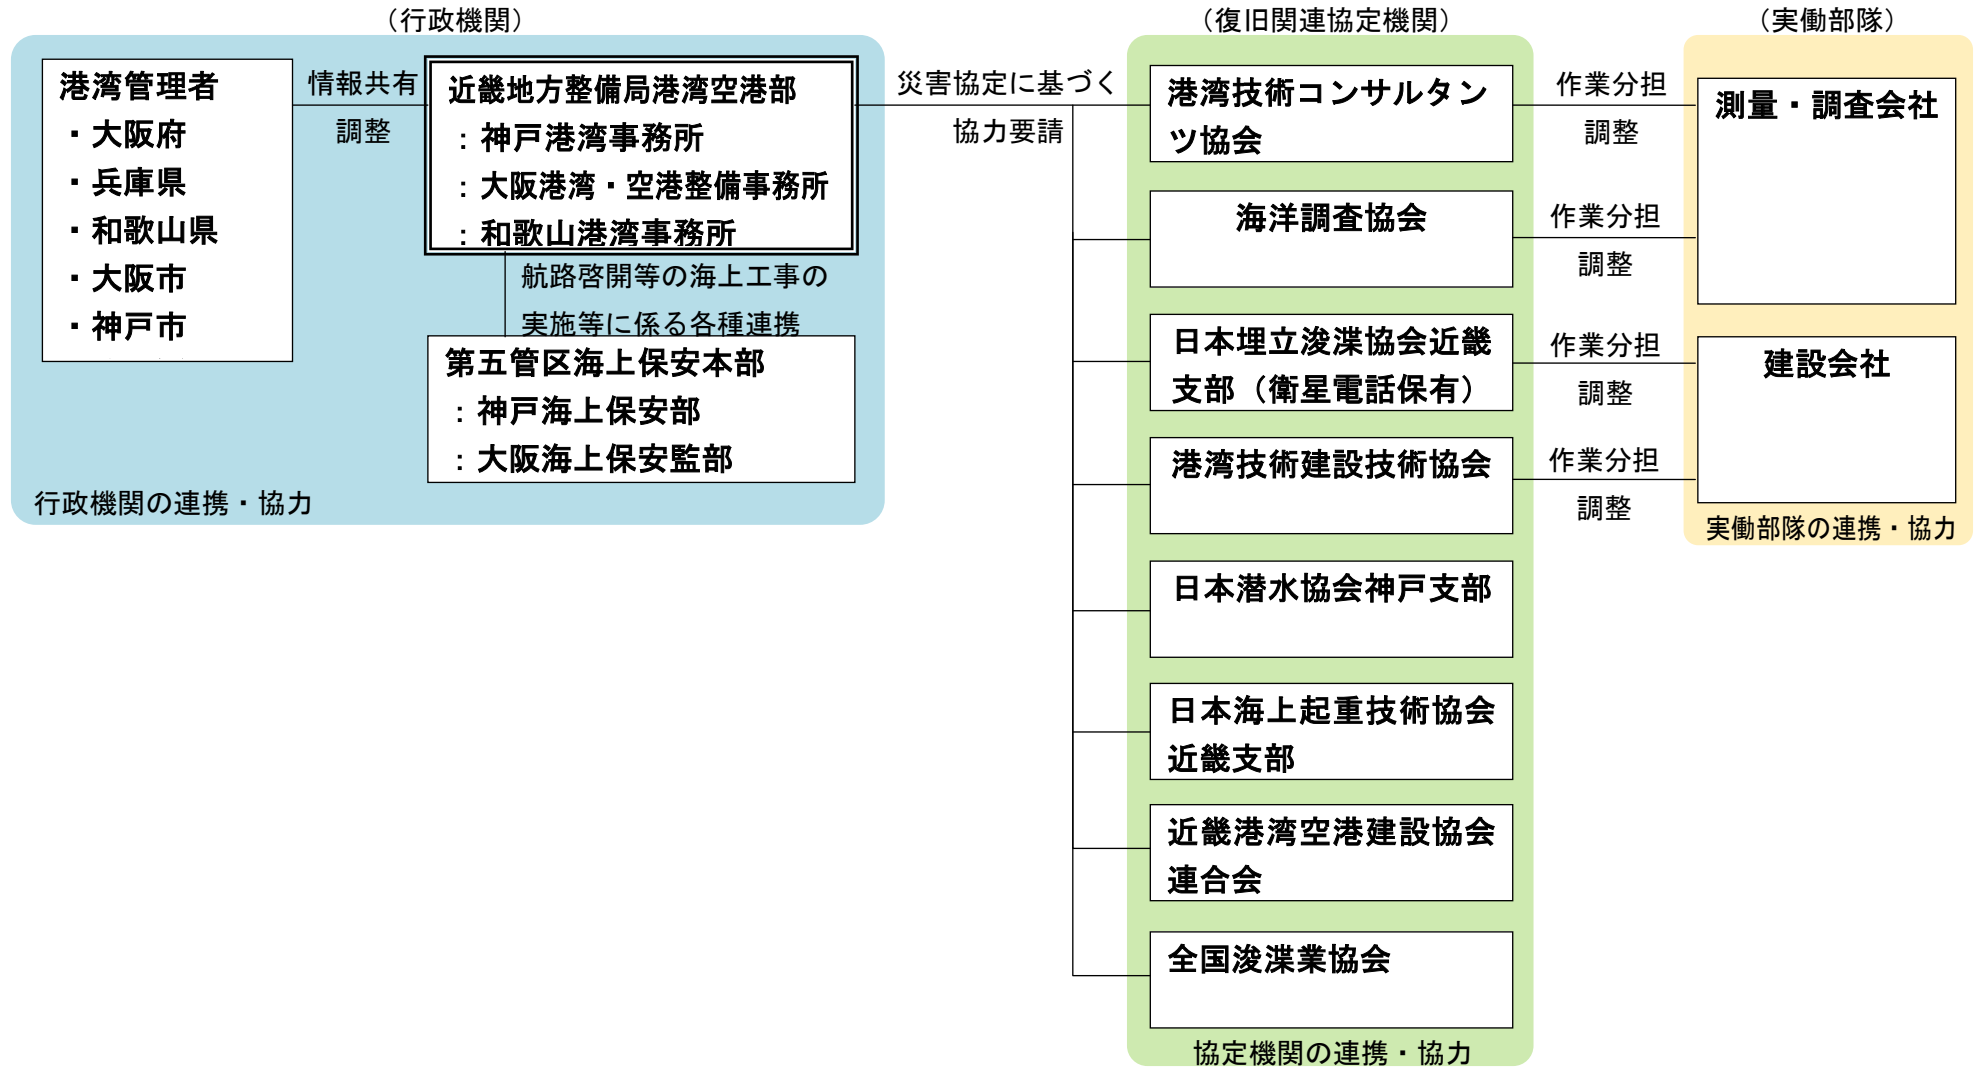 （行政機関）
港湾管理者
・大阪府
・兵庫県
・和歌山県
・大阪市
・神戸市
情報共有
調整
近畿地方整備局港湾空港部
：神戸港湾事務所
：大阪港湾・空港整備事務所
：和歌山港湾事務所
航路啓開等の海上工事の
実施等に係る各種連携
第五管区海上保安本部
：神戸海上保安部
：大阪海上保安監部
行政機関の連携・協力
災害協定に基づく
協力要請
（復旧関連協定機関）
港湾技術コンサルタン
ツ協会
海洋調査協会
日本埋立浚渫協会近畿
支部（衛星電話保有）
港湾技術建設技術協会
日本潜水協会神戸支部
日本海上起重技術協会
近畿支部
近畿港湾空港建設協会
連合会
全国浚渫業協会
協定機関の連携・協力
作業分担
調整
作業分担
調整
作業分担
調整
作業分担
調整
（実働部隊）
測量・調査会社
建設会社
実働部隊の連携・協力